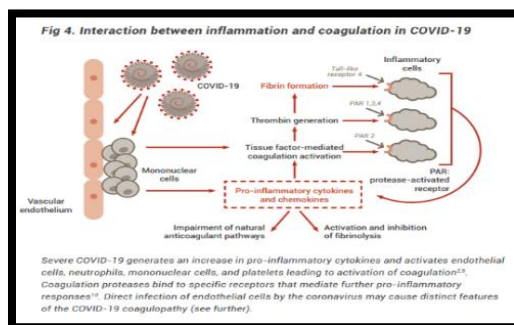 Fig 4. Interaction between inflammation and coagulation in COVID-19
Toll-like
receptor 4
Inflammatory
cells
COVID-19
Fibrin formation
PAR 1,3,4
Thrombin generation
PAR 2
Tissue factor-mediated
coagulation activation
Mononuclear
cells
PAR:
protease-activated
receptor
Vascular
endothelium
Pro-inflammatory cytokines
and chemokines
Impairment of natural
anticoagulant pathways
Activation and inhibition
of fibrinolysis
Severe COVID-19 generates an increase in pro-inflammatory cytokines and activates endothelial
cells, neutrophils, mononuclear cells, and platelets leading to activation of coagulation
Coagulation proteases bind to specific receptors that mediate further pro-inflammatory
responses Direct infection of endothelial cells by the coronavirus may cause distinct features
of the COVID-19 coagulopathy (see further).